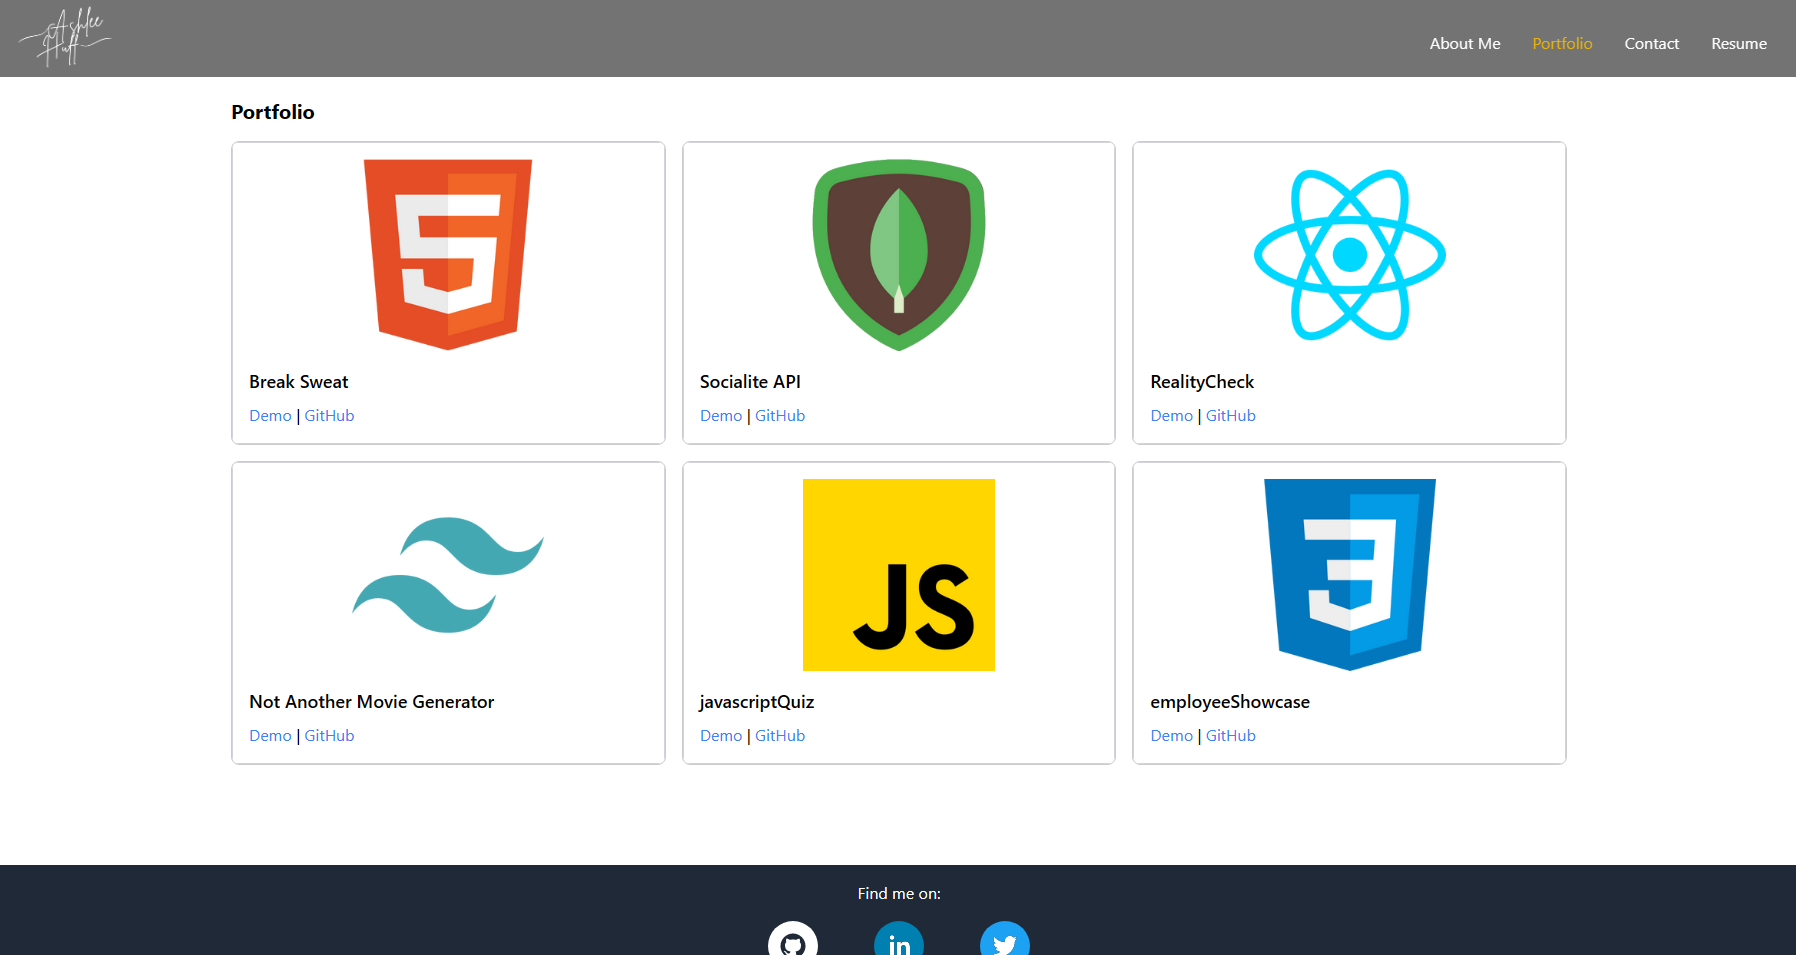 Ashlee
Huff
About Me Portfolio Contact Resume
Portfolio
Break Sweat
Demo | GitHub
Socialite API
Demo | GitHub
RealityCheck
Demo | GitHub
Not Another Movie Generator
Demo | GitHub
JS
javascriptQuiz
Demo | GitHub
3
employeeShowcase
Demo | GitHub
Find me on:
in